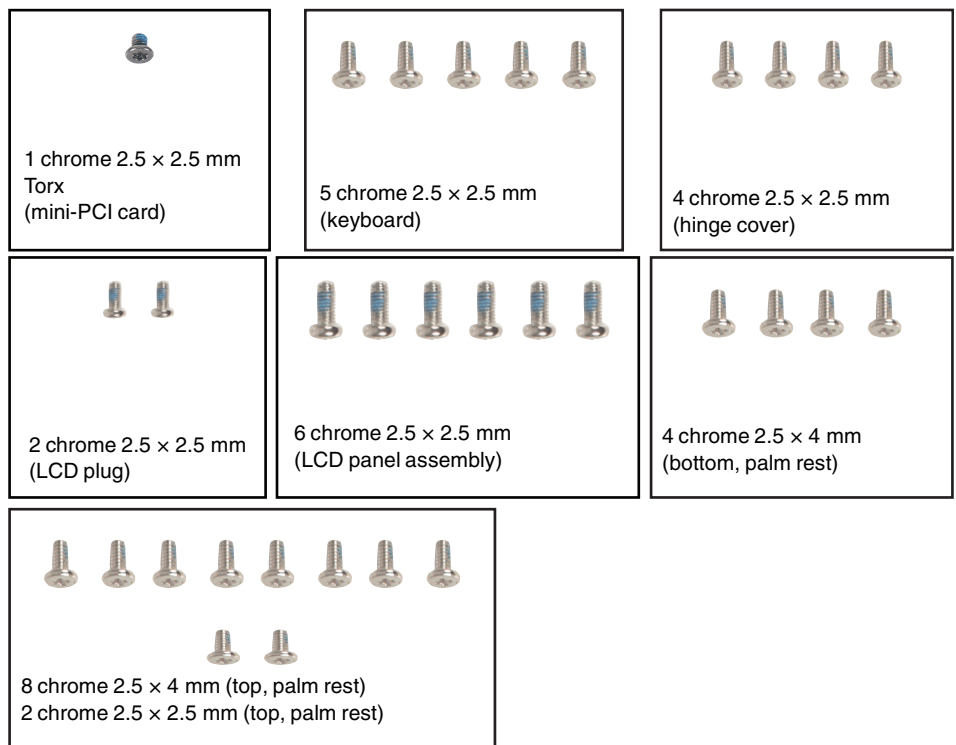 1 chrome 2.5 × 2.5 mm
Torx
(mini-PCI card)
5 chrome 2.5 × 2.5 mm
(keyboard)
4 chrome 2.5 × 2.5 mm
(hinge cover)
2 chrome 2.5 × 2.5 mm
(LCD plug)
6 chrome 2.5 × 2.5 mm
(LCD panel assembly)
4 chrome 2.5 × 4 mm
(bottom, palm rest)
8 chrome 2.5 × 4 mm (top, palm rest)
2 chrome 2.5 × 2.5 mm (top, palm rest)